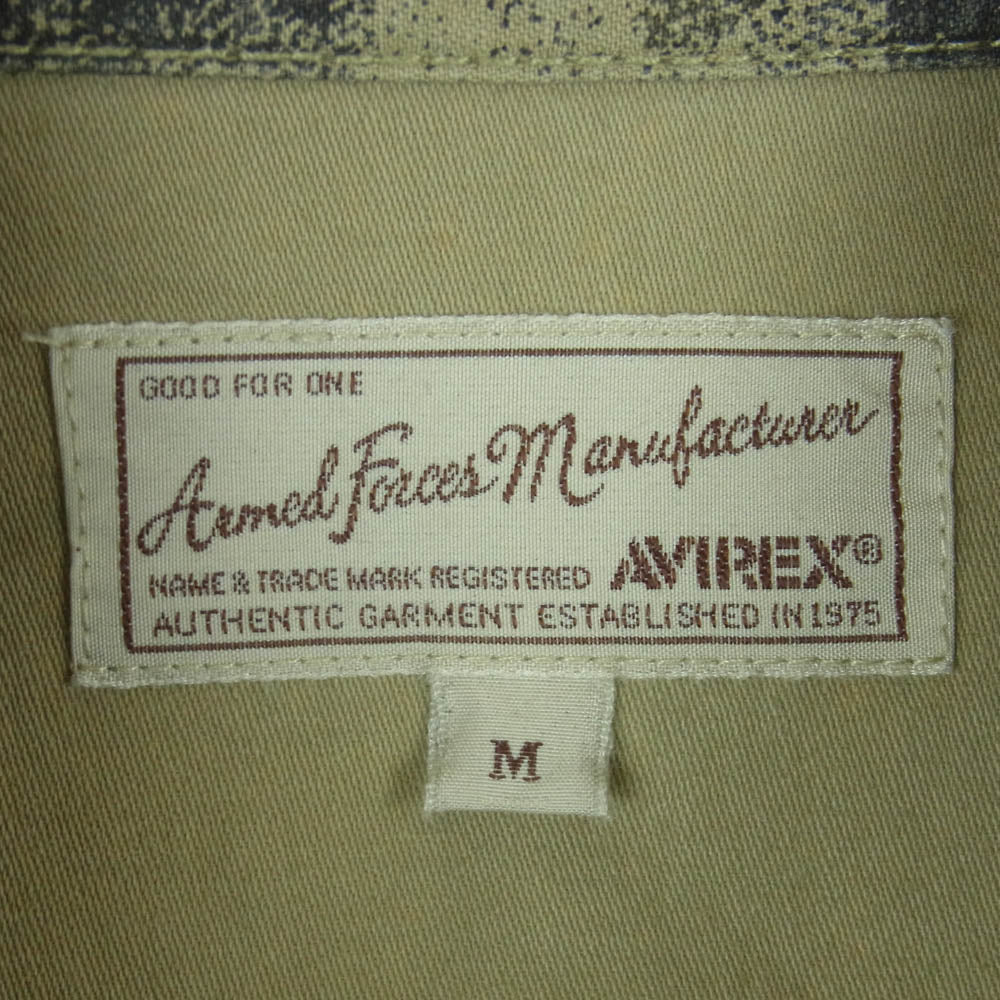 GOOD FOR ONE
Armed Forces Manufacturer
AVIREX®
NAME & TRADE MARK REGISTERED
AUTHENTIC GARMENT ESTABLISHED IN 1975
M